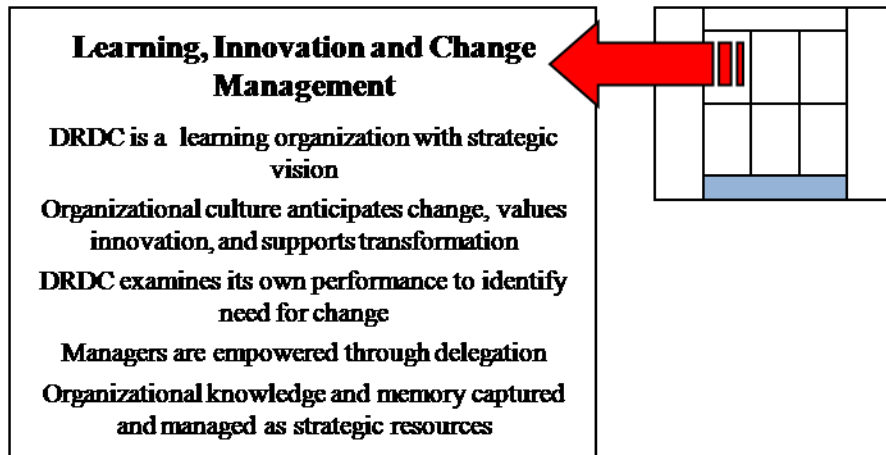 Learning, Innovation and Change
Management
DRDC is a learning organization with strategic
vision
Organizational culture anticipates change, values
innovation, and supports transformation
DRDC examines its own performance to identify
need for change
Managers are empowered through delegation
Organizational knowledge and memory captured
and managed as strategic resources